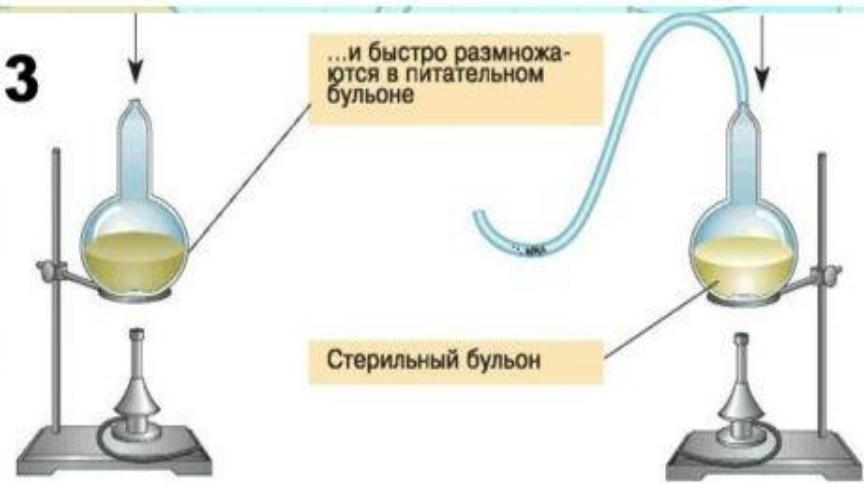 3
...и быстро размножа-
ются в питательном
бульоне
Стерильный бульон